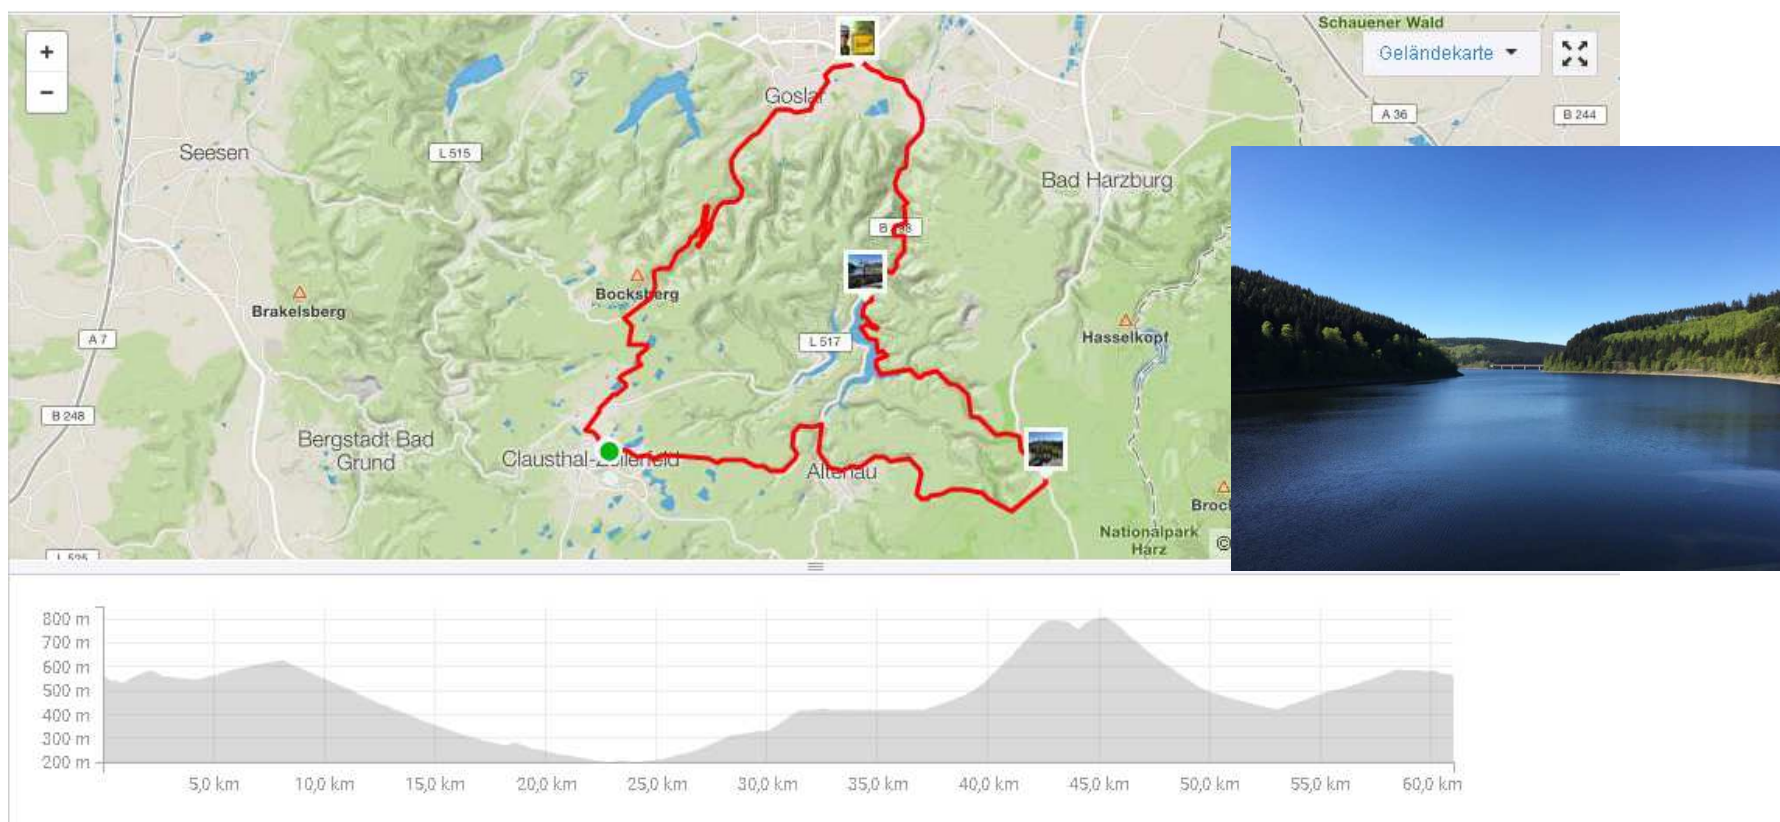 Schauener Wald
+
Geländekarte
−
Goslar
A 36
B 244
Seesen
L 515
Bad Harzburg
B
Bocksberg
Brakelsberg
A 7
L 517
Hasselkopf
B 248
Bergstadt Bad
Grund
Clausthal-Zellerfeld
Altenau
Nationalpark
Harz
©
800 m
700 m
600 m
500 m
400 m
300 m
200 m
5,0 km
10,0 km
15,0 km
20,0 km
25,0 km
30,0 km
35,0 km
40,0 km
45,0 km
50,0 km
55,0 km
60,0 km